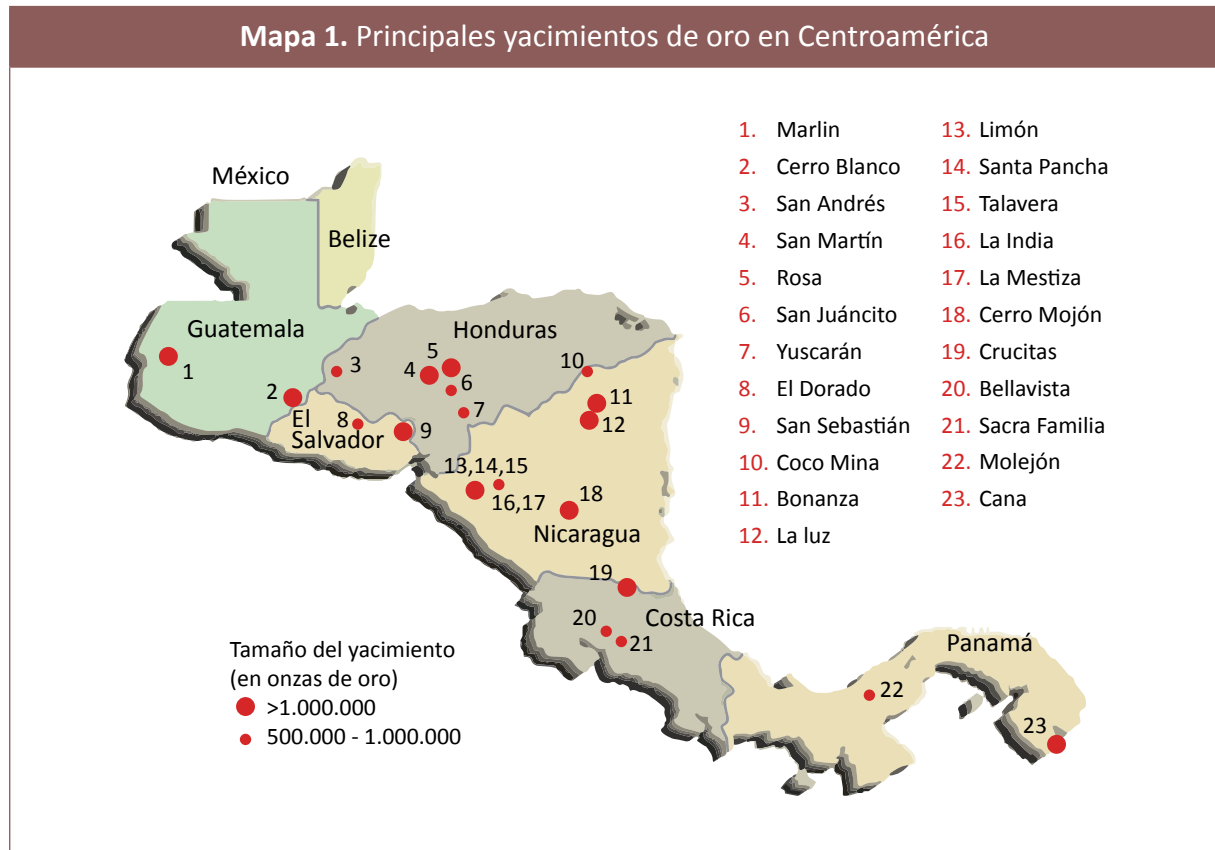 Mapa 1. Principales yacimientos de oro en Centroamérica
1. Marlin
2. Cerro Blanco
3. San Andrés
4. San Martín
5. Rosa
6. San Juáncito
7. Yuscarán
8. El Dorado
9. San Sebastián
10. Coco Mina
11. Bonanza
12. La luz
13. Limón
14. Santa Pancha
15. Talavera
16. La India
17. La Mestiza
18. Cerro Mojón
19. Crucitas
20. Bellavista
21. Sacra Familia
22. Molejón
23. Cana
México
Belize
Guatemala
Honduras
1
2
3
4
5
6
7
El
Salvador
8
9
10
11
12
13,14,15
16,17
18
Nicaragua
19
Costa Rica
20
21
Panamá
22
23
Tamaño del yacimiento
(en onzas de oro)
>1.000.000
500.000 - 1.000.000